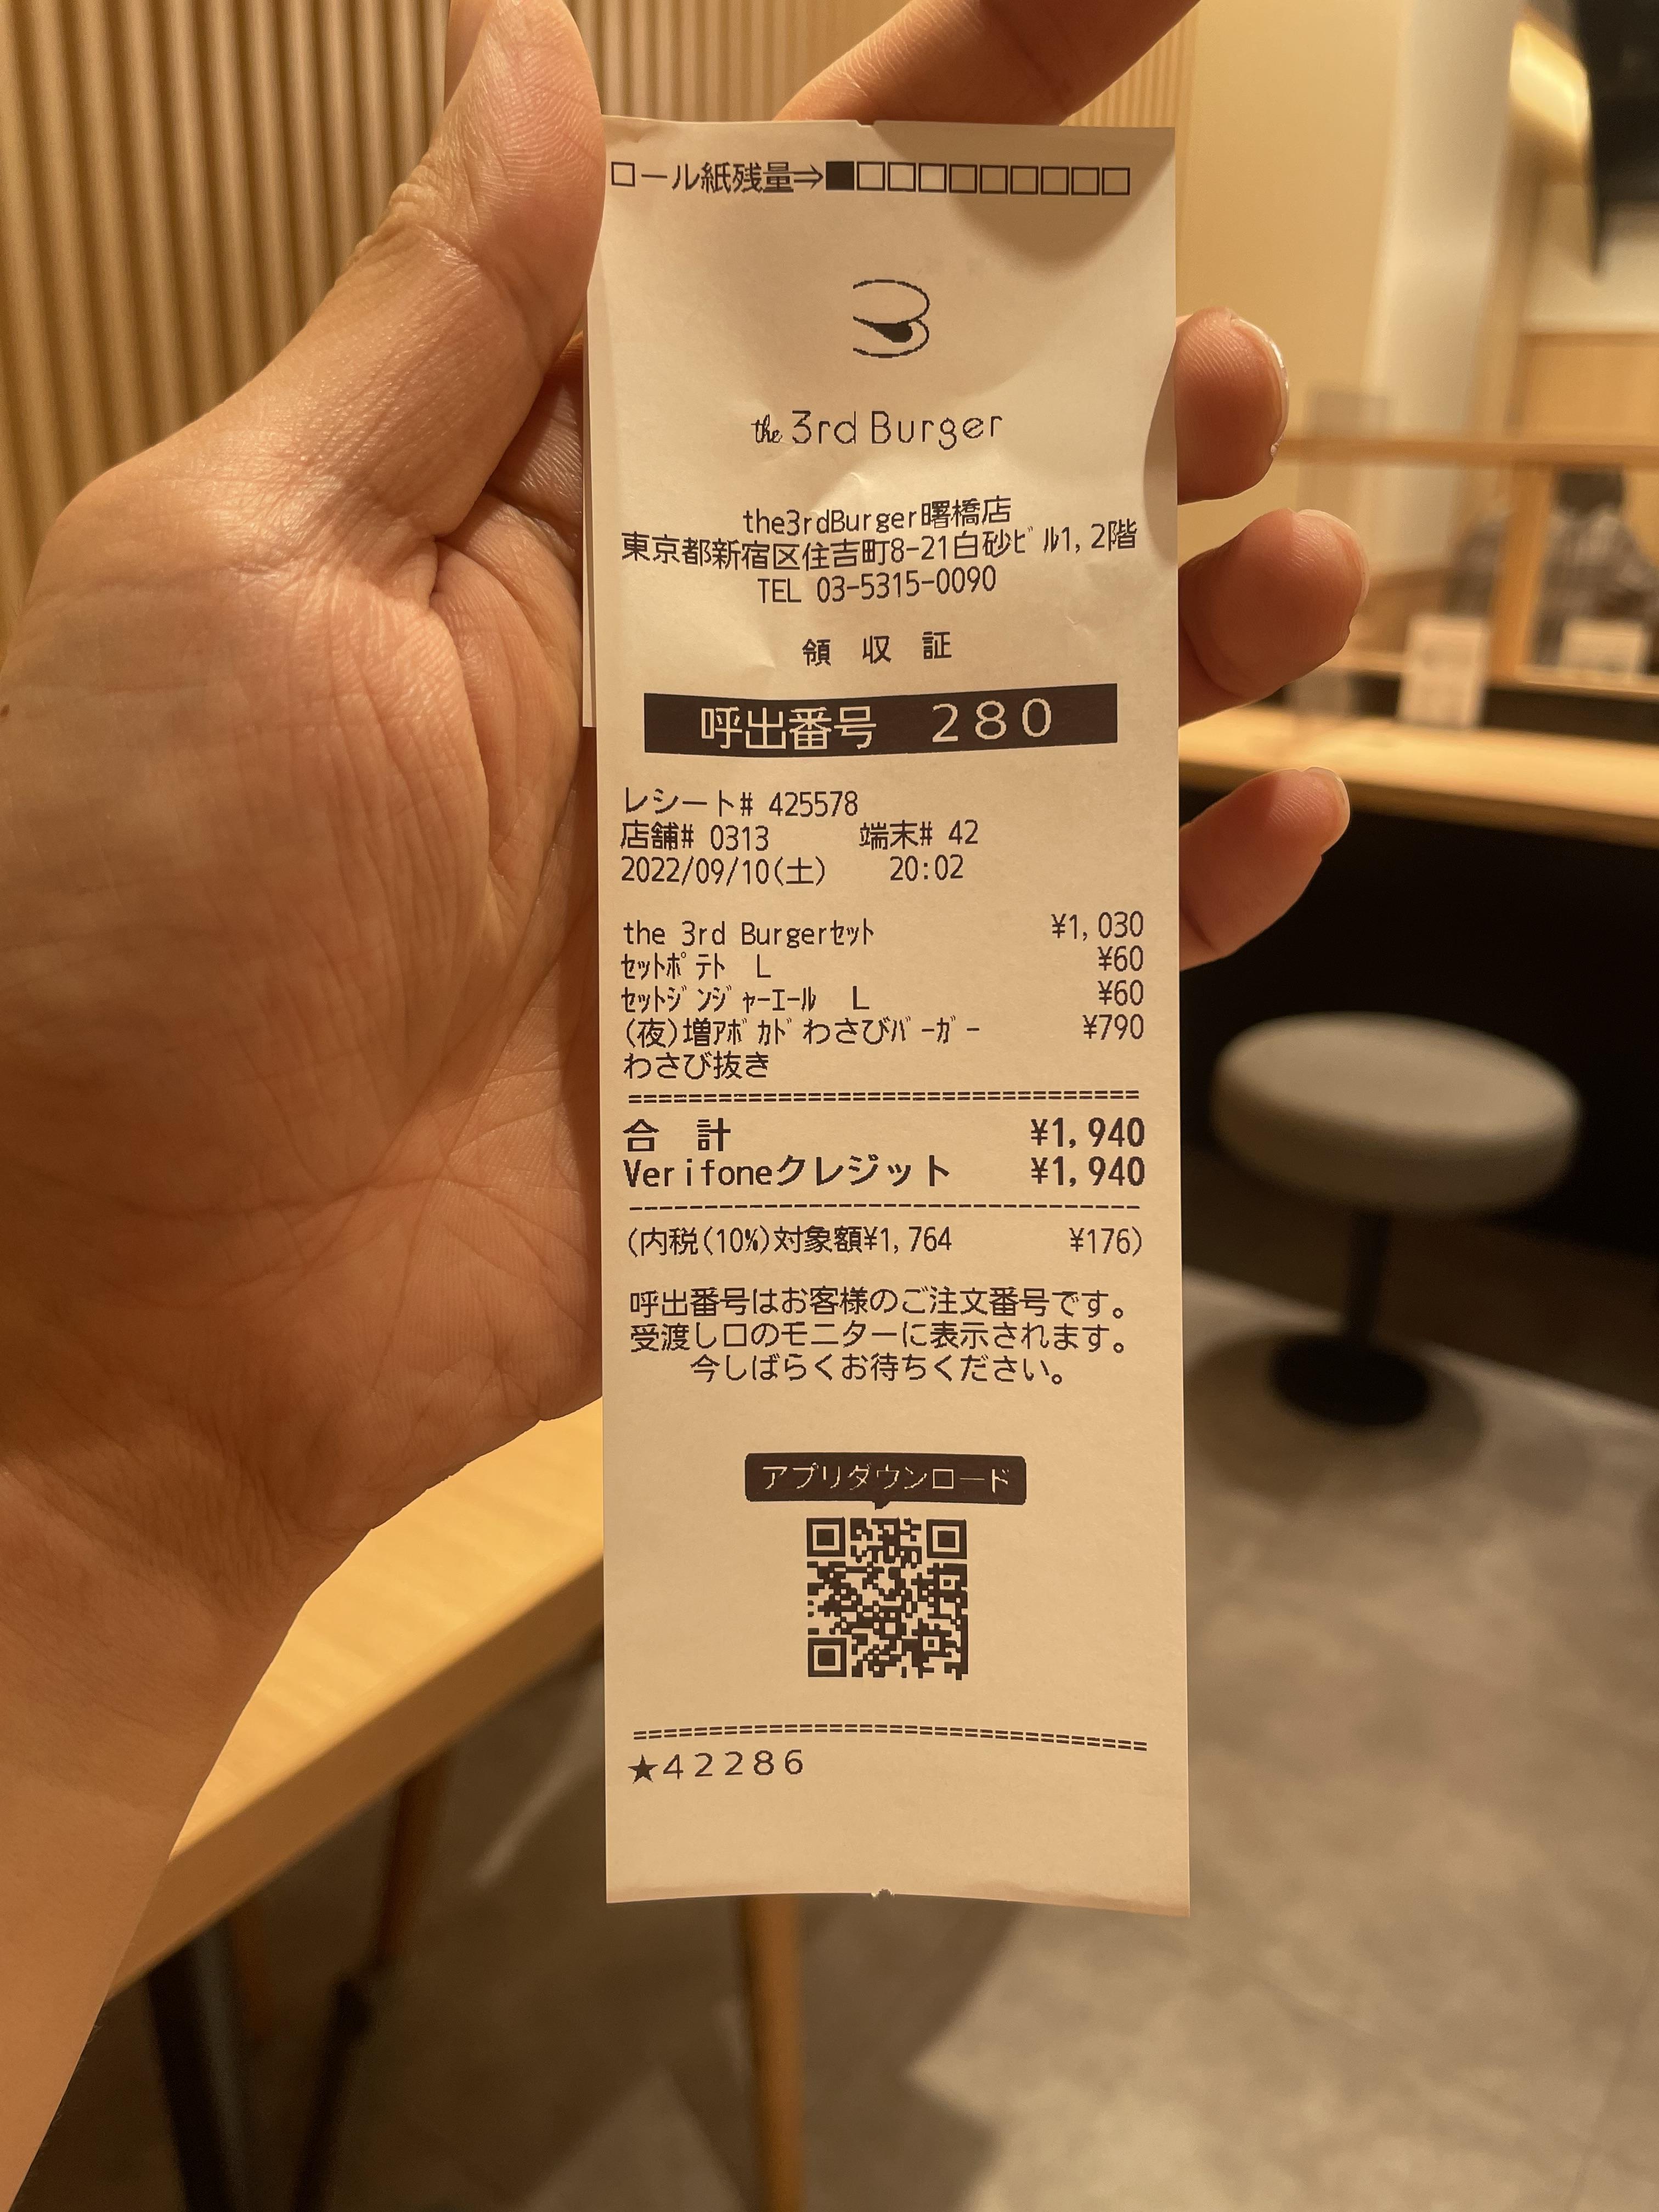 ロール紙残量⇒■□□□□□□□□□
the 3rd Burger
the3rdBurger曙橋店
東京都新宿区住吉町8-21白砂ﾋﾞﾙ1,2階
TEL 03-5315-0090
領 収 証
呼出番号 280
レシート# 425578
店舗# 0313 端末# 42
2022/09/10(土) 20:02
the 3rd Burgerｾｯﾄ ¥1,030
ｾｯﾄﾎﾟﾃﾄ L ¥60
ｾｯﾄｼﾞﾝｼﾞｬｰｴｰﾙ L ¥60
(夜)増ｱﾎﾞｶﾄﾞわさびﾊﾞｰｶﾞｰ ¥790
わさび抜き
合 計 ¥1,940
Verifoneクレジット ¥1,940
(内税(10%)対象額¥1,764 ¥176)
呼出番号はお客様のご注文番号です。
受渡し口のモニターに表示されます。
今しばらくお待ちください。
アプリダウンロード
★42286